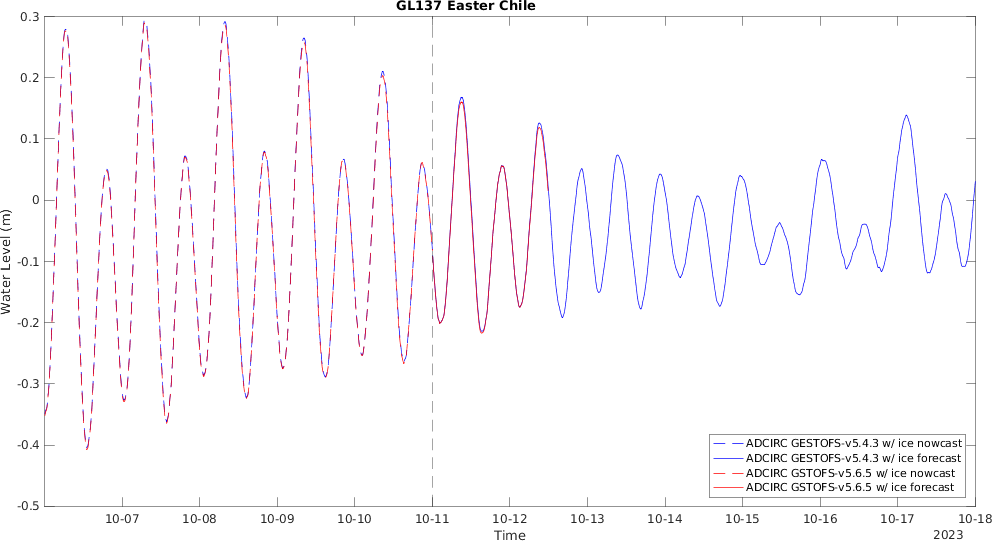 GL137 Easter Chile
0.3
0.2
0.1
0
-0.1
-0.2
-0.3
-0.4
-0.5
Water Level (m)
ADCIRC GESTOFS-v5.4.3 w/ ice nowcast
ADCIRC GESTOFS-v5.4.3 w/ ice forecast
ADCIRC GSTOFS-v5.6.5 w/ ice nowcast
ADCIRC GSTOFS-v5.6.5 w/ ice forecast
10-07 10-08 10-09 10-10 10-11 10-12 10-13 10-14 10-15 10-16 10-17 10-18
Time
2023